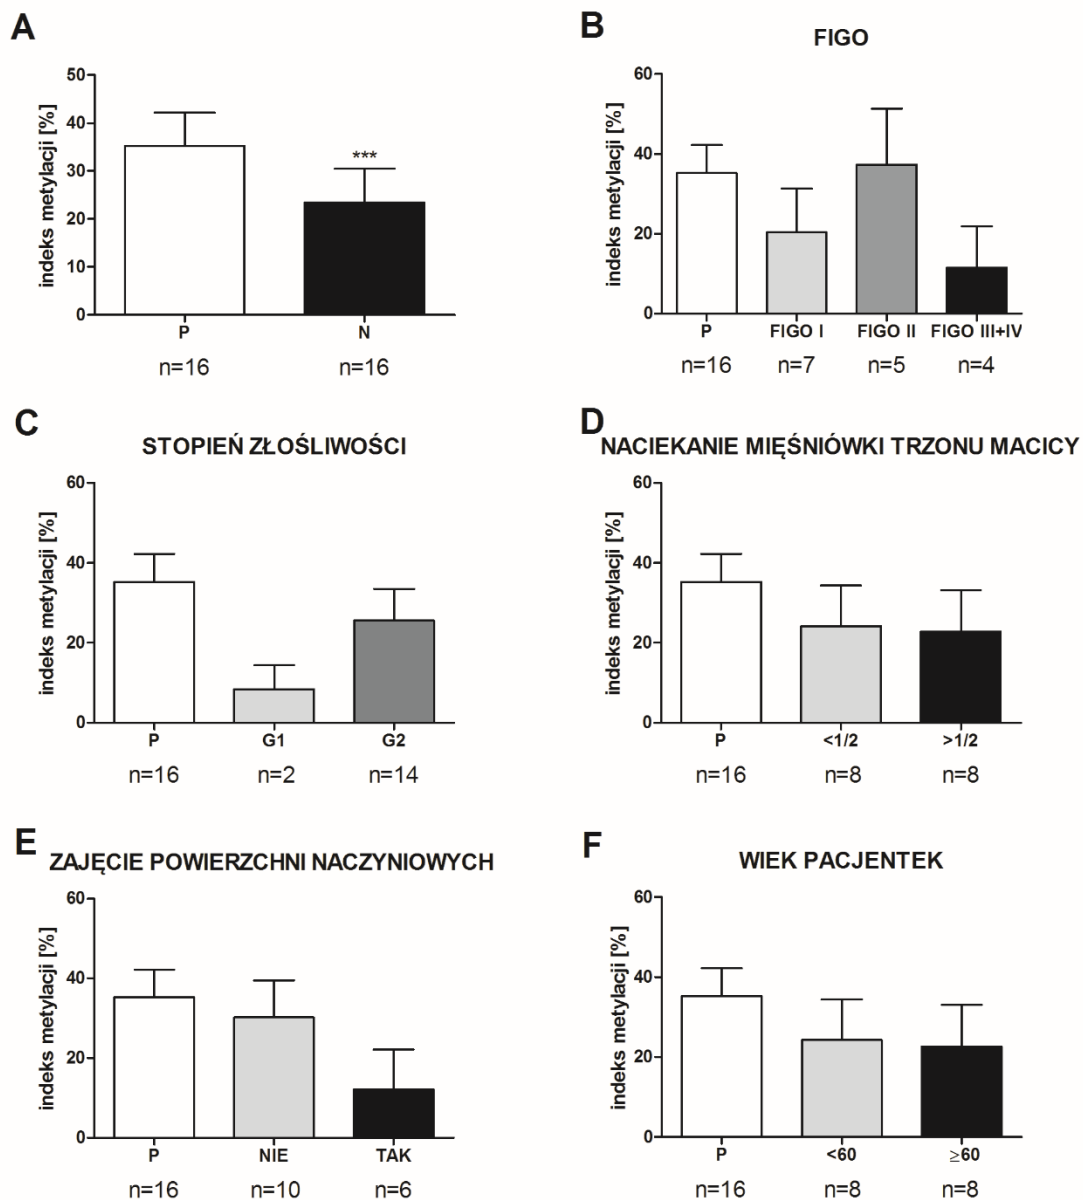 A
indeks metylacji [%]
50
40
30
20
10
0
***
P N
n=16 n=16
B
FIGO
indeks metylacji [%]
60
40
20
0
P FIGO I FIGO II FIGO III+IV
n=16 n=7 n=5 n=4
C
STOPIEŃ ZŁOŚLIWOŚCI
indeks metylacji [%]
60
40
20
0
P G1 G2
n=16 n=2 n=14
D
NACIEKANIE MIĘŚNIÓWKI TRZONU MACICY
indeks metylacji [%]
60
40
20
0
P <1/2 >1/2
n=16 n=8 n=8
E
ZAJĘCIE POWIERZCHNI NACZYNIOWYCH
indeks metylacji [%]
60
40
20
0
P NIE TAK
n=16 n=10 n=6
F
WIEK PACJENTEK
indeks metylacji [%]
60
40
20
0
P <60 ≥60
n=16 n=8 n=8